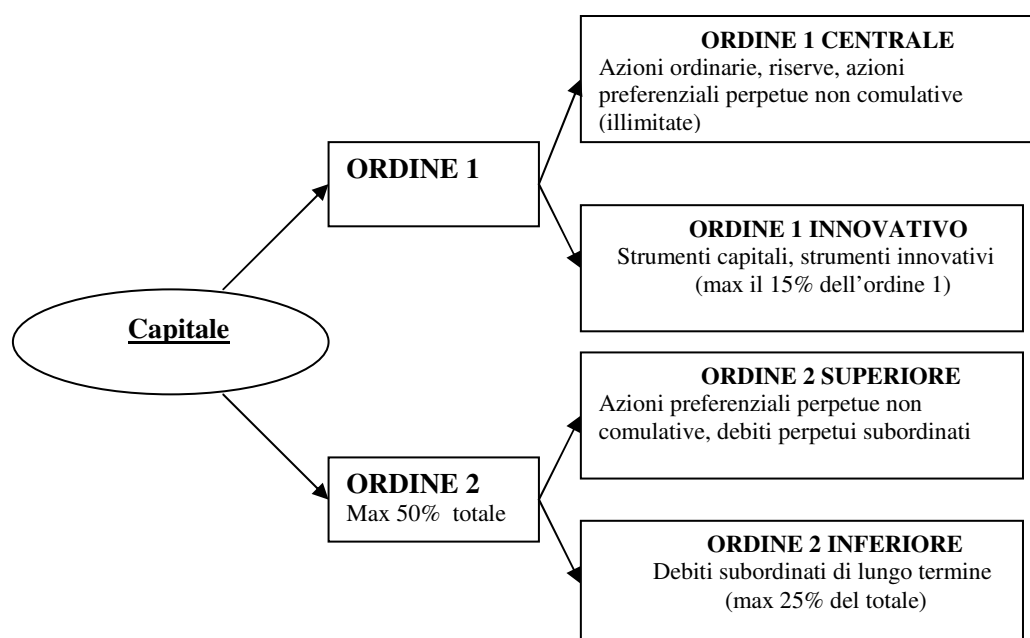 ORDINE 1 CENTRALE
Azioni ordinarie, riserve, azioni
preferenziali perpetue non comulative
(illimitate)
ORDINE 1
ORDINE 1 INNOVATIVO
Strumenti capitali, strumenti innovativi
(max il 15% dell’ordine 1)
Capitale
ORDINE 2 SUPERIORE
Azioni preferenziali perpetue non
comulative, debiti perpetui subordinati
ORDINE 2
Max 50% totale
ORDINE 2 INFERIORE
Debiti subordinati di lungo termine
(max 25% del totale)